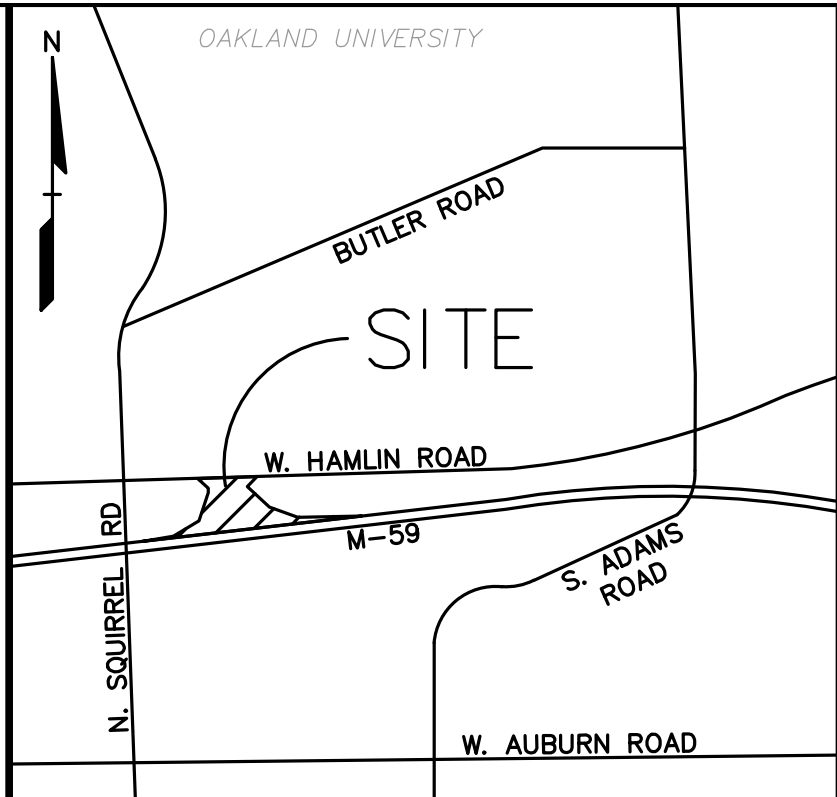 OAKLAND UNIVERSITY
N
BUTLER ROAD
SITE
W. HAMLIN ROAD
N. SQUIRREL RD
M-59
S. ADAMS
ROAD
W. AUBURN ROAD